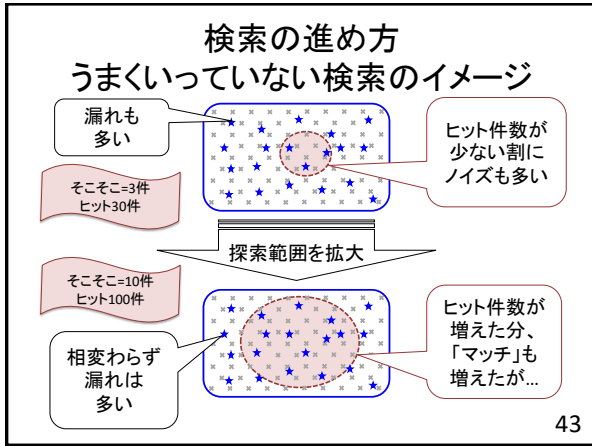 検索の進め方
うまくいっていない検索のイメージ
漏れも
多い
ヒット件数が
少ない割に
ノイズも多い
そこそこ=3件
ヒット30件
探索範囲を拡大
そこそこ=10件
ヒット100件
相変わらず
漏れは
多い
ヒット件数が
増えた分、
「マッチ」も
増えたが…
43